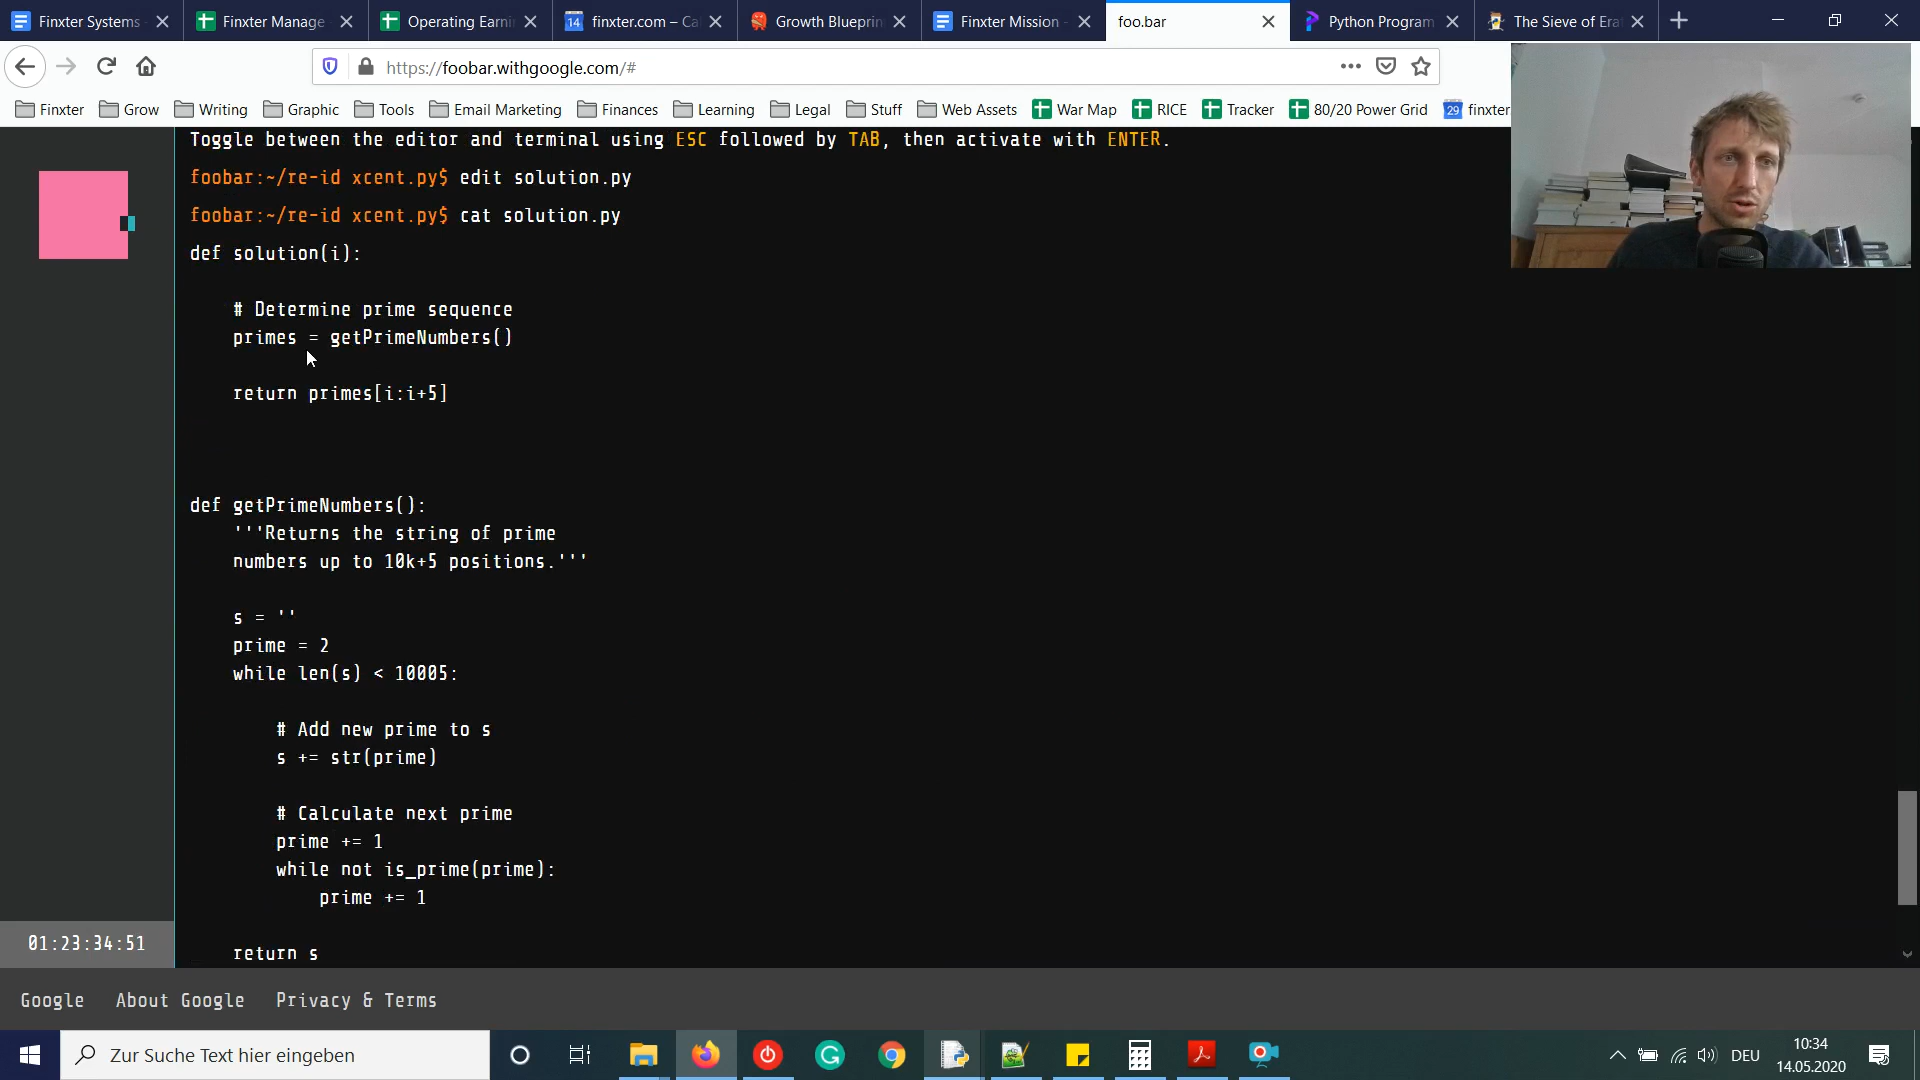 Finxter Systems
Finxter Manage
Operating Earni
14
finxter.com – Ca
Growth Blueprin
Finxter Mission -
foo.bar
Python Program
The Sieve of Era
https://foobar.withgoogle.com/#
Finxter
Grow
Writing
Graphic
Tools
Email Marketing
Finances
Learning
Legal
Stuff
Web Assets
War Map
RICE
Tracker
80/20 Power Grid
29
finxter
Toggle between the editor and terminal using ESC followed by TAB, then activate with ENTER.
foobar:~/re-id xcent.py$ edit solution.py
foobar:~/re-id xcent.py$ cat solution.py
def solution(i):
# Determine prime sequence
primes = getPrimeNumbers()
return primes[i:i+5]
def getPrimeNumbers():
'''Returns the string of prime
numbers up to 10k+5 positions.'''
s = ''
prime = 2
while len(s) < 10005:
# Add new prime to s
s += str(prime)
# Calculate next prime
prime += 1
while not is_prime(prime):
prime += 1
return s
01:23:34:51
Google
About Google
Privacy & Terms
Zur Suche Text hier eingeben
DEU
10:34
14.05.2020